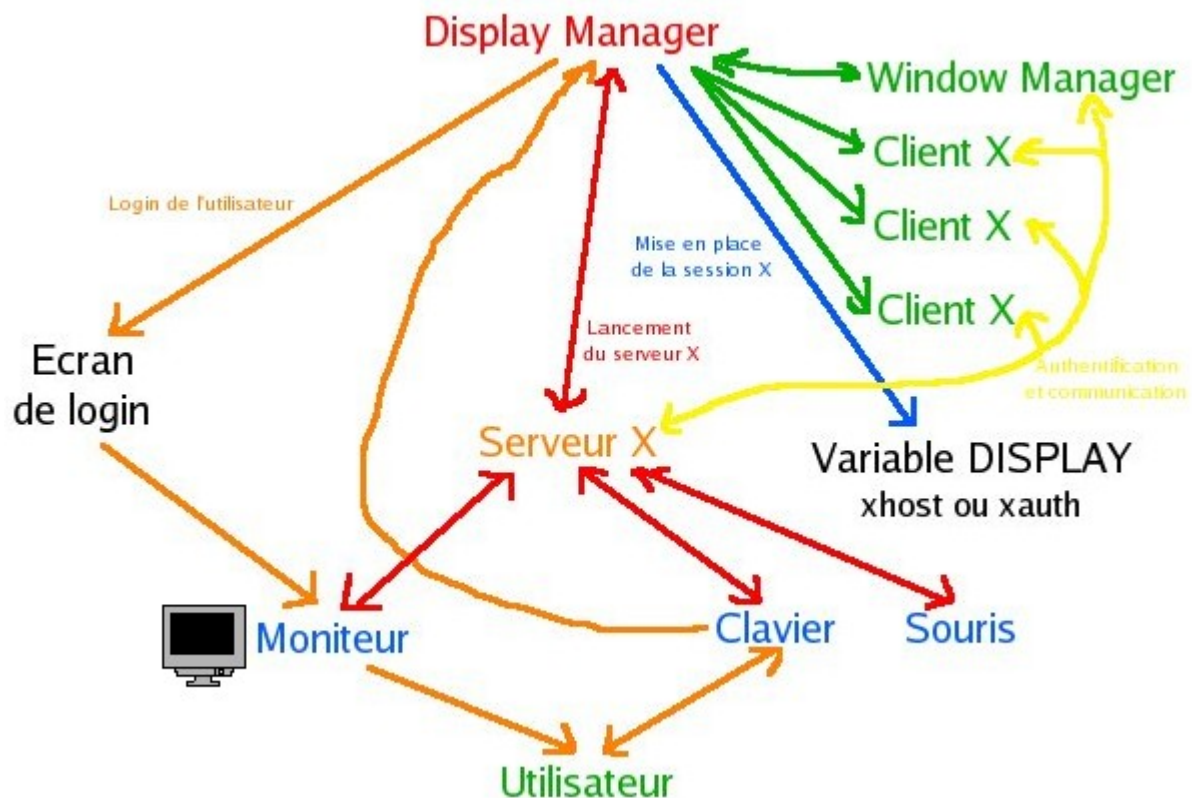 Display Manager
Window Manager
Client X
Login de l'utilisateur
Client X
Mise en place
de la session X
Client X
Lancement
du serveur X
Ecran
de login
Authentification
et communication
Serveur X
Variable DISPLAY
xhost ou xauth
Moniteur
Clavier
Souris
Utilisateur